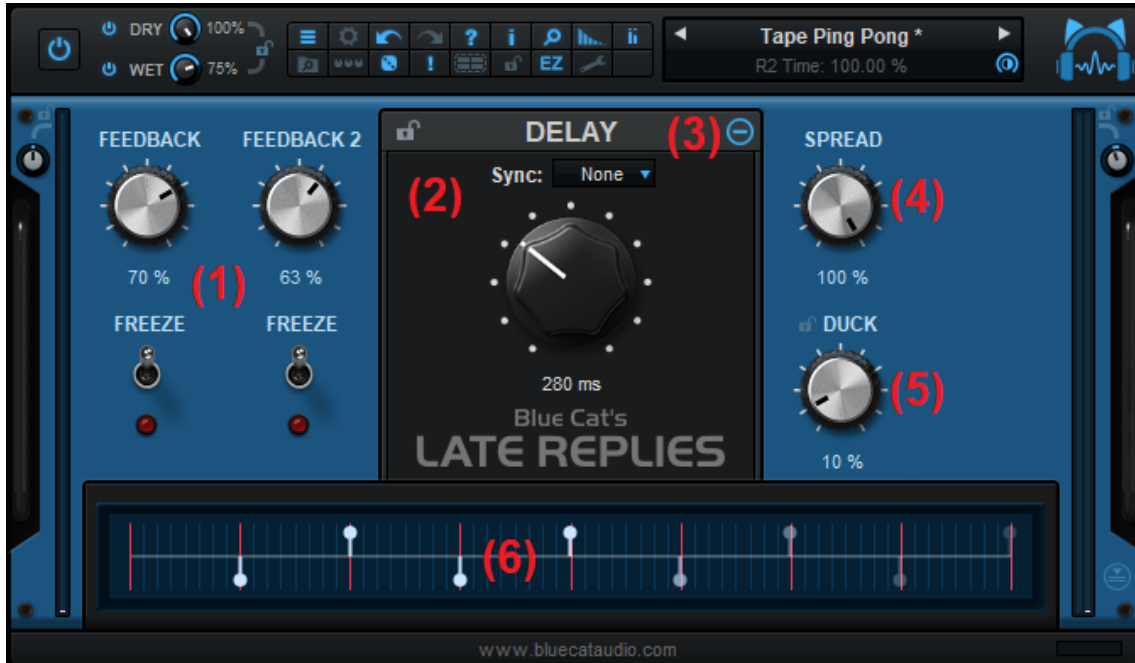 DRY 100%
WET 75%
? i
! EZ
Tape Ping Pong *
R2 Time: 100.00 %
FEEDBACK FEEDBACK 2
70 % 63 %
(1)
FREEZE FREEZE
DELAY
(3)
Sync: None
(2)
280 ms
Blue Cat's
LATE REPLIES
SPREAD
(4)
100 %
DUCK
(5)
10 %
(6)
www.bluecataudio.com